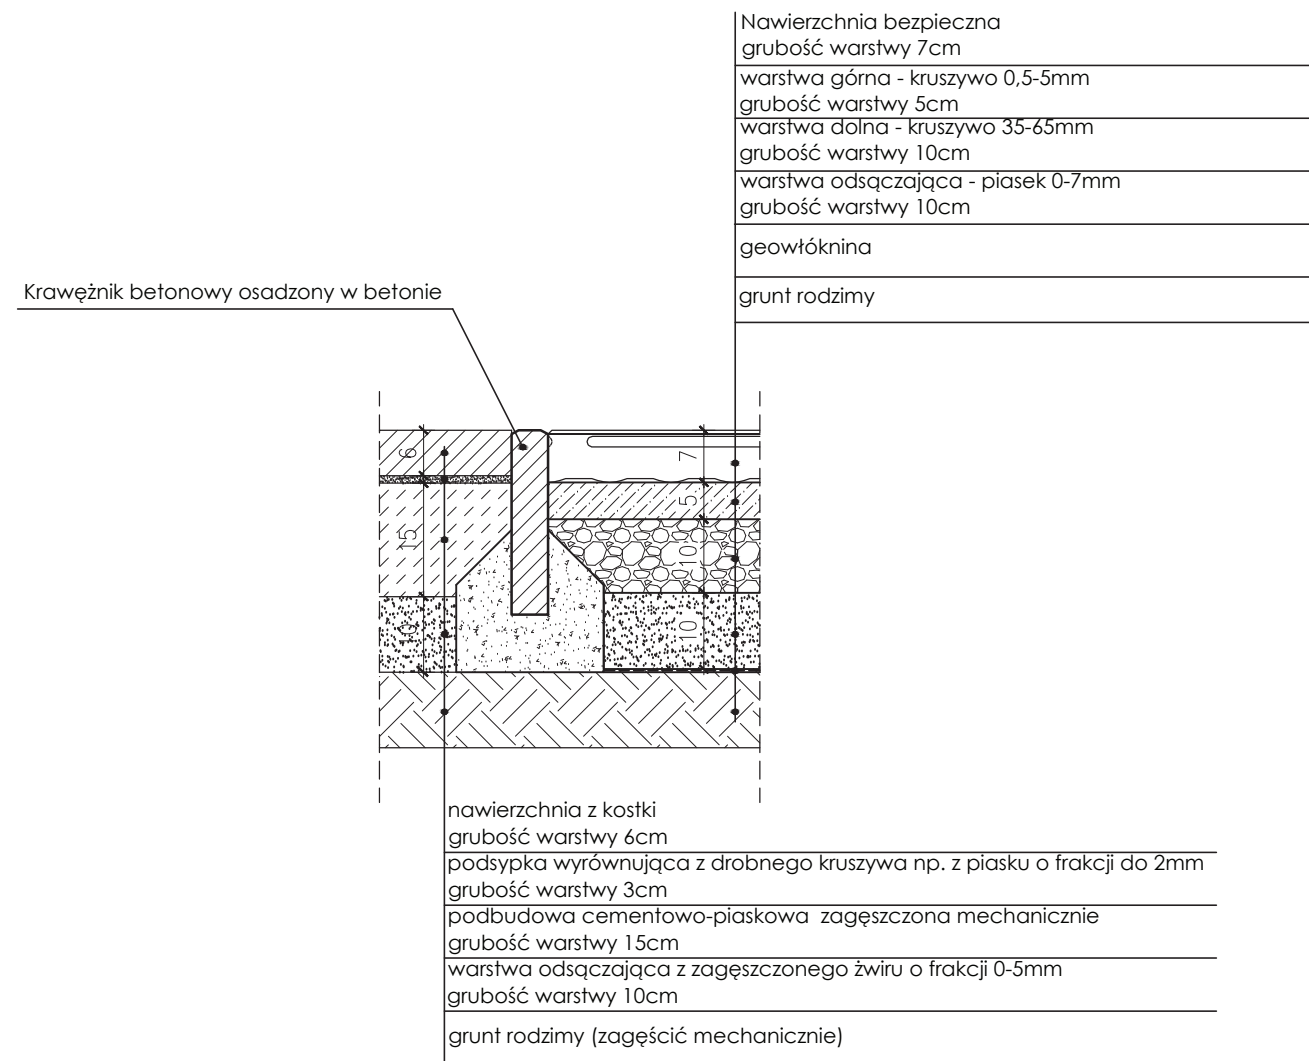 Nawierzchnia bezpieczna
grubość warstwy 7cm
warstwa górna - kruszywo 0,5-5mm
grubość warstwy 5cm
warstwa dolna - kruszywo 35-65mm
grubość warstwy 10cm
warstwa odsączająca - piasek 0-7mm
grubość warstwy 10cm
geowłóknina
grunt rodzimy
Krawężnik betonowy osadzony w betonie
6
15
10
7
5
10
10
nawierzchnia z kostki
grubość warstwy 6cm
podsypka wyrównująca z drobnego kruszywa np. z piasku o frakcji do 2mm
grubość warstwy 3cm
podbudowa cementowo-piaskowa zagęszczona mechanicznie
grubość warstwy 15cm
warstwa odsączająca z zagęszczonego żwiru o frakcji 0-5mm
grubość warstwy 10cm
grunt rodzimy (zagęścić mechanicznie)